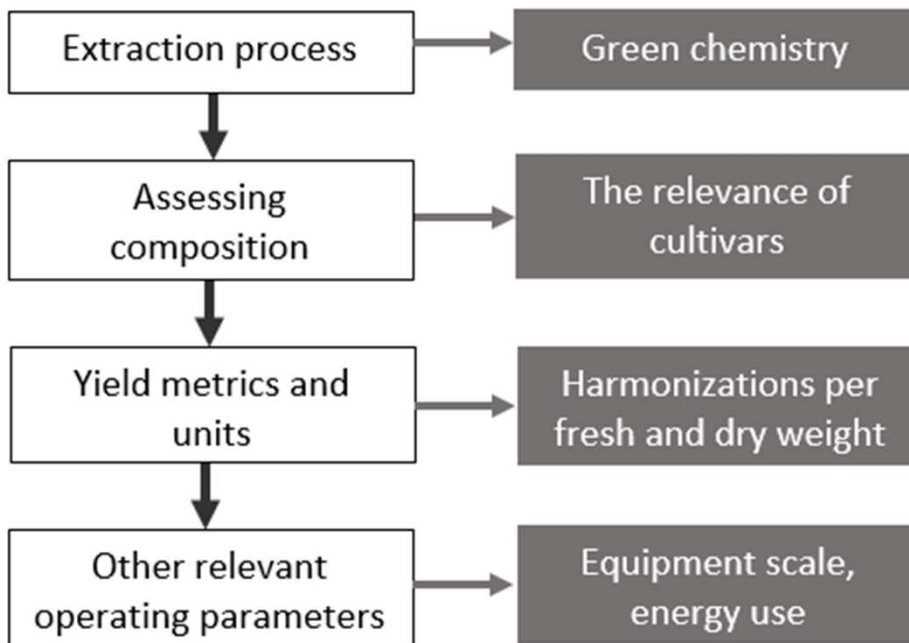 Extraction process
Green chemistry
Assessing
composition
The relevance of
cultivars
Yield metrics and
units
Harmonizations per
fresh and dry weight
Other relevant
operating parameters
Equipment scale,
energy use